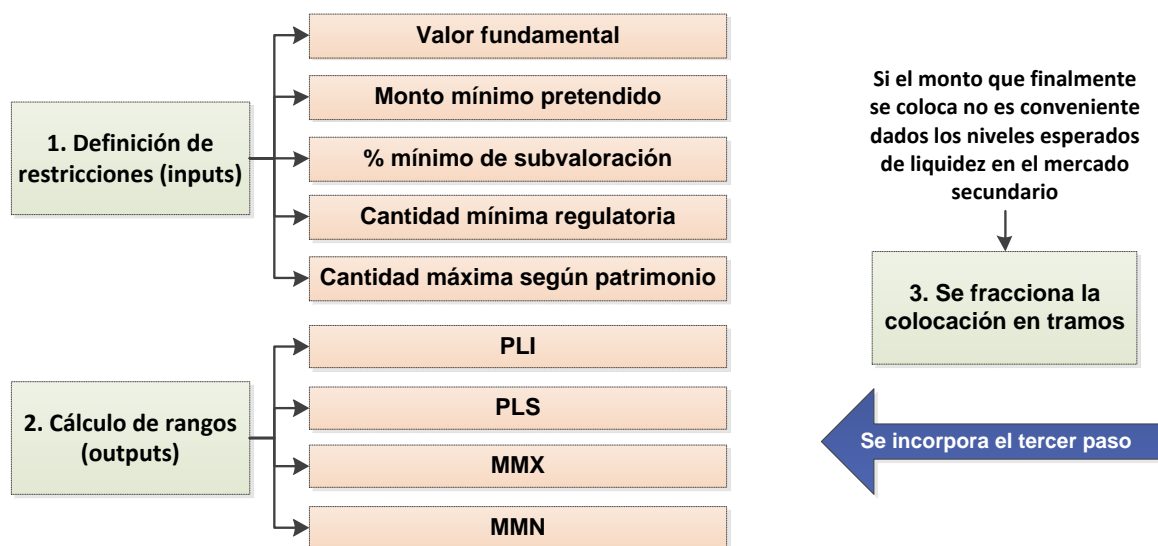 1. Definición de
restricciones (inputs)
Valor fundamental
Monto mínimo pretendido
% mínimo de subvaloración
Cantidad mínima regulatoria
Cantidad máxima según patrimonio
2. Cálculo de rangos
(outputs)
PLI
PLS
MMX
MMN
Si el monto que finalmente
se coloca no es conveniente
dados los niveles esperados
de liquidez en el mercado
secundario
3. Se fracciona la
colocación en tramos
Se incorpora el tercer paso